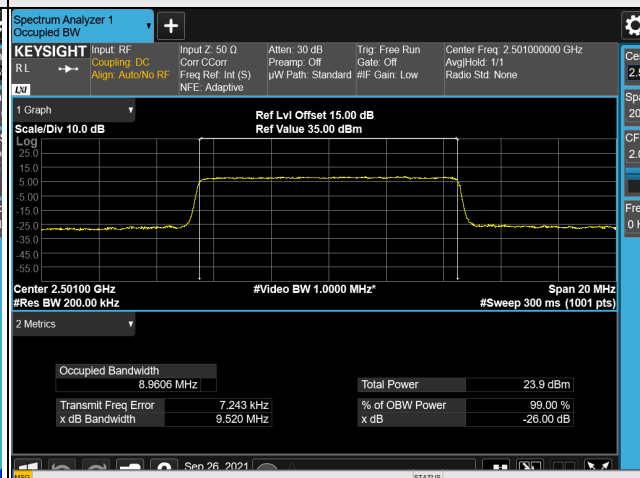 Spectrum Analyzer 1
Occupied BW
KEYSIGHT
RL
LXI
Input: RF
Coupling: DC
Align: Auto/No RF
Input Z: 50 Ω
Corr CCorr
Freq Ref: Int (S)
NFE: Adaptive
Atten: 30 dB
Preamp: Off
µW Path: Standard
Trig: Free Run
Gate: Off
#IF Gain: Low
Center Freq: 2.501000000 GHz
Avg|Hold: 1/1
Radio Std: None
1 Graph
Scale/Div 10.0 dB
Ref Lvl Offset 15.00 dB
Ref Value 35.00 dBm
Log
25.0
15.0
5.00
-5.00
-15.0
-25.0
-35.0
-45.0
-55.0
Center 2.50100 GHz
#Res BW 200.00 kHz
#Video BW 1.0000 MHz*
Span 20 MHz
#Sweep 300 ms (1001 pts)
2 Metrics
Occupied Bandwidth
8.9606 MHz
Total Power 23.9 dBm
Transmit Freq Error 7.243 kHz
% of OBW Power 99.00 %
x dB Bandwidth 9.520 MHz
x dB -26.00 dB
Sep 26, 2021
MSG
STATUS